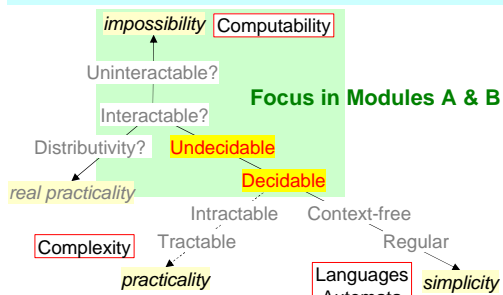 impossibility Computability
Uninteractable?
Focus in Modules A & B
Interactable?
Distributivity? Undecidable
Decidable
real practicality
Intractable Context-free
Complexity Tractable Regular
practicality Languages simplicity
Automata